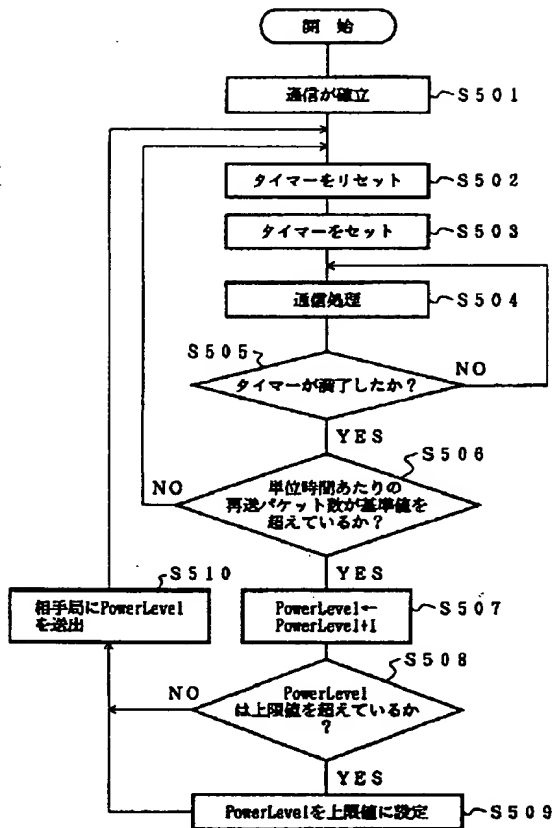 開 始
通信が確立
S501
タイマーをリセット
S502
タイマーをセット
S503
通信処理
S504
S505
タイマーが満了したか?
NO
YES
S506
単位時間あたりの
再送パケット数が基準値を
超えているか?
NO
YES
S510
相手局にPowerLevel
を送出
PowerLevel←
PowerLevel+1
S507
S508
PowerLevel
は上限値を超えているか
?
NO
YES
PowerLevelを上限値に設定
S509